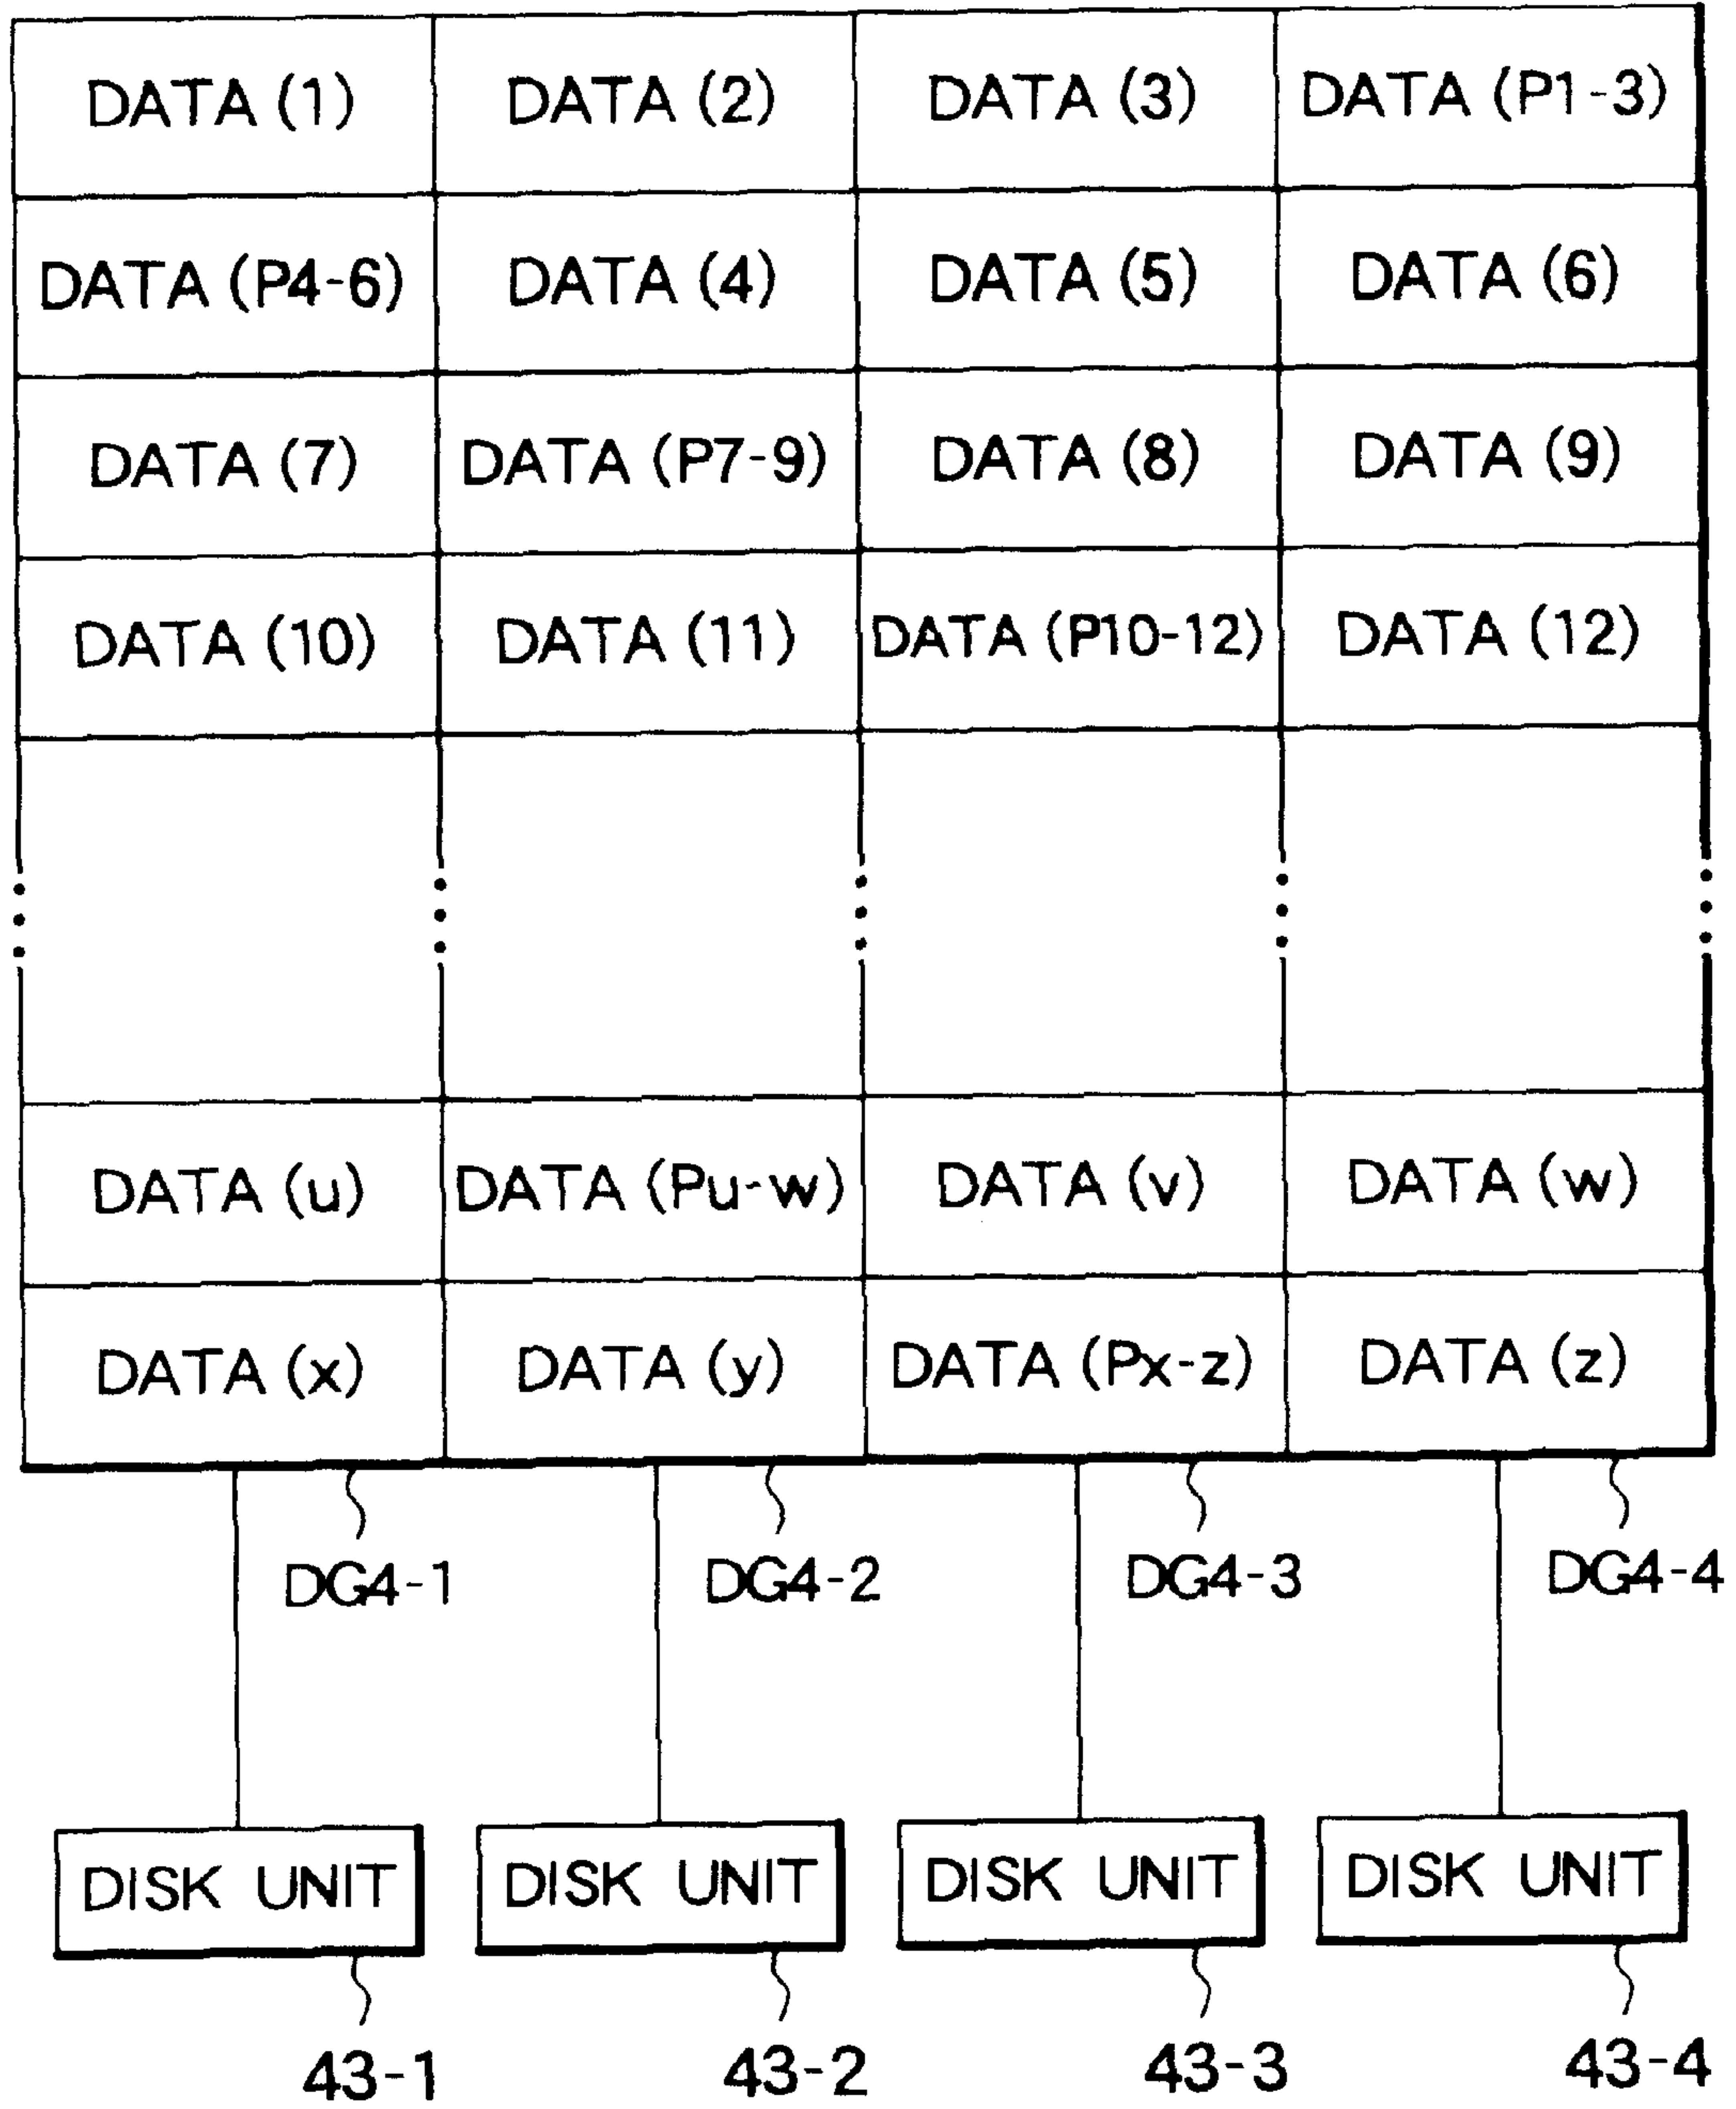 DATA (1) DATA (2) DATA (3) DATA (P1-3)
DATA (P4-6) DATA (4) DATA (5) DATA (6)
DATA (7) DATA (P7-9) DATA (8) DATA (9)
DATA (10) DATA (11) DATA (P10-12) DATA (12)
DATA (u) DATA (Pu-w) DATA (v) DATA (w)
DATA (x) DATA (y) DATA (Px-z) DATA (z)
DG4-1 DG4-2 DG4-3 DG4-4
DISK UNIT DISK UNIT DISK UNIT DISK UNIT
43-1 43-2 43-3 43-4